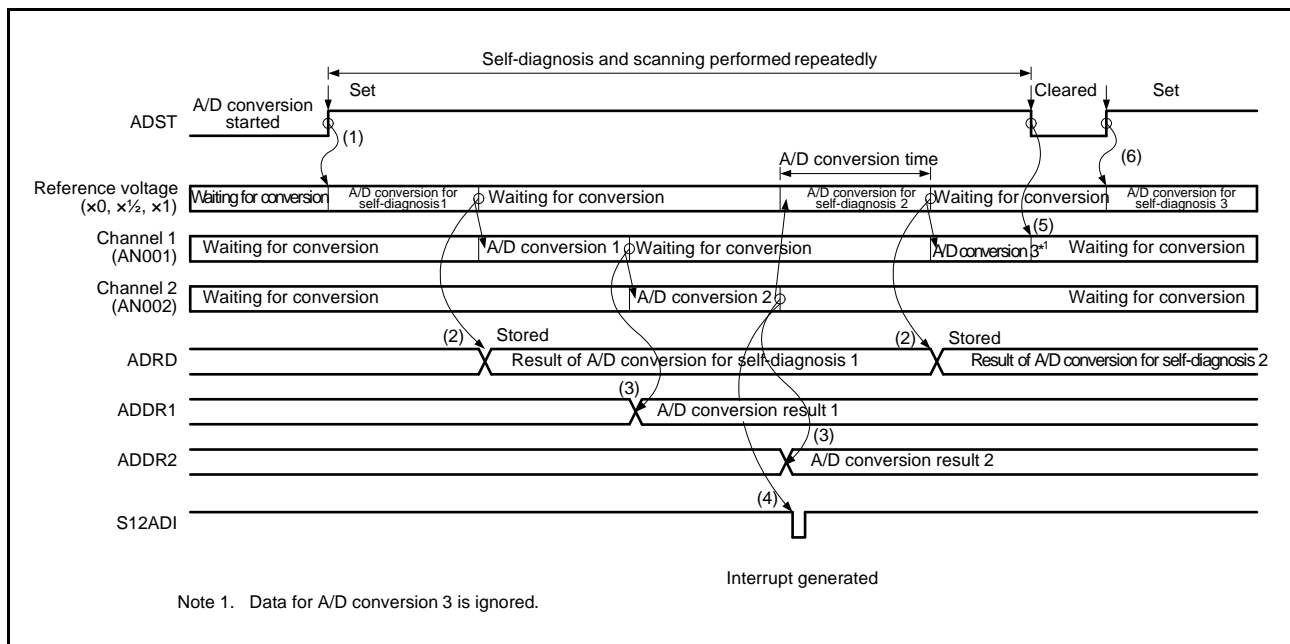 Self-diagnosis and scanning performed repeatedly
Set
Cleared
Set
ADST
A/D conversion
started
(1)
(6)
A/D conversion time
Reference voltage
(×0, ×½, ×1)
Waiting for conversion
A/D conversion for
self-diagnosis1
Waiting for conversion
A/D conversion for
self-diagnosis 2
Waiting for conversion
A/D conversion for
self-diagnosis 3
(5)
Channel 1
(AN001)
Waiting for conversion
A/D conversion 1
Waiting for conversion
A/D conversion 3*1
Waiting for conversion
Channel 2
(AN002)
Waiting for conversion
A/D conversion 2
Waiting for conversion
(2)
Stored
(2)
Stored
ADRD
Result of A/D conversion for self-diagnosis 1
Result of A/D conversion for self-diagnosis 2
(3)
ADDR1
A/D conversion result 1
(3)
ADDR2
A/D conversion result 2
(4)
S12ADI
Interrupt generated
Note 1. Data for A/D conversion 3 is ignored.